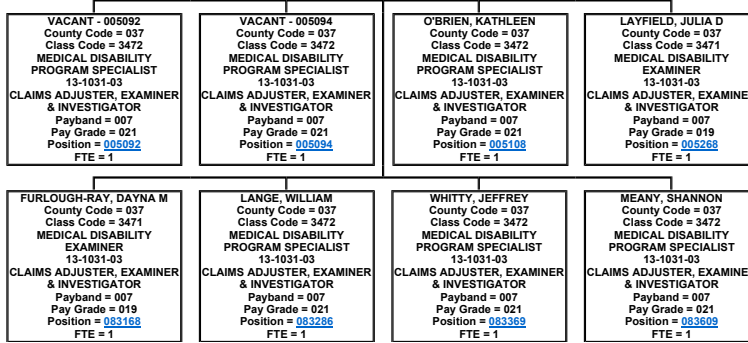 VACANT - 005092
County Code = 037
Class Code = 3472
MEDICAL DISABILITY
PROGRAM SPECIALIST
13-1031-03
CLAIMS ADJUSTER, EXAMINER
& INVESTIGATOR
Payband = 007
Pay Grade = 021
Position = 005092
FTE = 1
VACANT - 005094
County Code = 037
Class Code = 3472
MEDICAL DISABILITY
PROGRAM SPECIALIST
13-1031-03
CLAIMS ADJUSTER, EXAMINER
& INVESTIGATOR
Payband = 007
Pay Grade = 021
Position = 005094
FTE = 1
O'BRIEN, KATHLEEN
County Code = 037
Class Code = 3472
MEDICAL DISABILITY
PROGRAM SPECIALIST
13-1031-03
CLAIMS ADJUSTER, EXAMINER
& INVESTIGATOR
Payband = 007
Pay Grade = 021
Position = 005108
FTE = 1
LAYFIELD, JULIA D
County Code = 037
Class Code = 3471
MEDICAL DISABILITY
EXAMINER
13-1031-03
CLAIMS ADJUSTER, EXAMINE
& INVESTIGATOR
Payband = 007
Pay Grade = 019
Position = 005268
FTE = 1
FURLOUGH-RAY, DAYNA M
County Code = 037
Class Code = 3471
MEDICAL DISABILITY
EXAMINER
13-1031-03
CLAIMS ADJUSTER, EXAMINER
& INVESTIGATOR
Payband = 007
Pay Grade = 019
Position = 083168
FTE = 1
LANGE, WILLIAM
County Code = 037
Class Code = 3472
MEDICAL DISABILITY
PROGRAM SPECIALIST
13-1031-03
CLAIMS ADJUSTER, EXAMINER
& INVESTIGATOR
Payband = 007
Pay Grade = 021
Position = 083286
FTE = 1
WHITTY, JEFFREY
County Code = 037
Class Code = 3472
MEDICAL DISABILITY
PROGRAM SPECIALIST
13-1031-03
CLAIMS ADJUSTER, EXAMINER
& INVESTIGATOR
Payband = 007
Pay Grade = 021
Position = 083369
FTE = 1
MEANY, SHANNON
County Code = 037
Class Code = 3472
MEDICAL DISABILITY
PROGRAM SPECIALIST
13-1031-03
CLAIMS ADJUSTER, EXAMINE
& INVESTIGATOR
Payband = 007
Pay Grade = 021
Position = 083609
FTE = 1